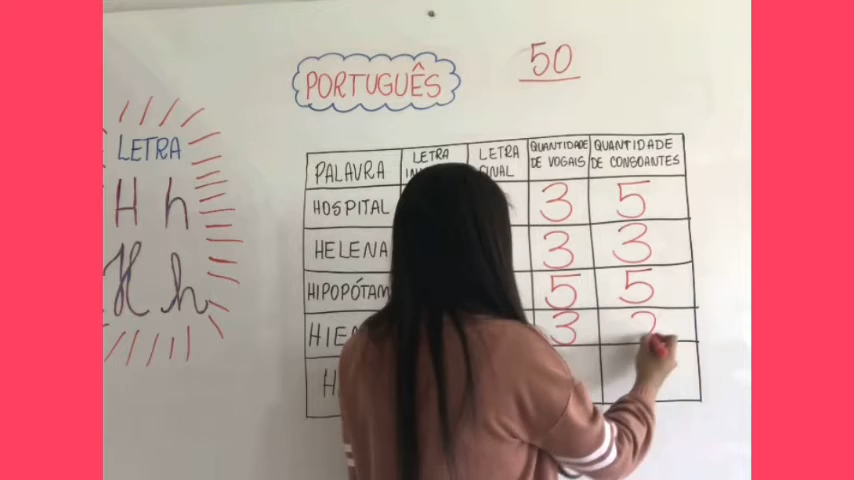 PORTUGUÊS
50
LETRA
H h
H h
PALAVRA LETRA LETRA FINAL QUANTIDADE DE VOGAIS QUANTIDADE DE CONSOANTES
HOSPITAL 3 5
HELENA 3 3
HIPOPÓTAM 5 5
HIE 3
H